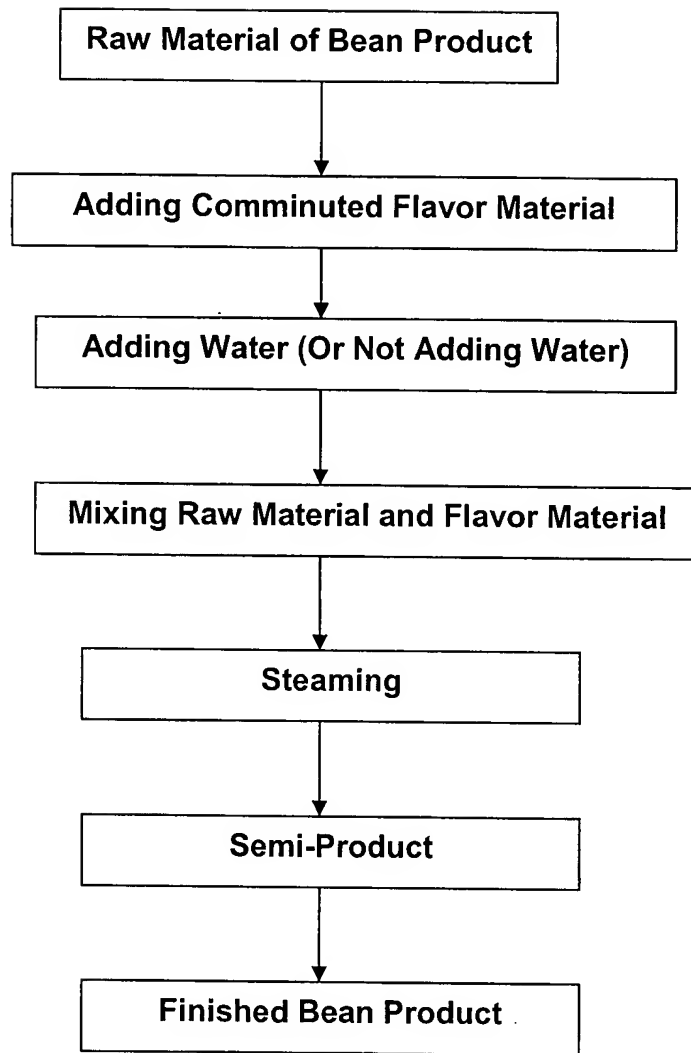 Raw Material of Bean Product
Adding Comminuted Flavor Material
Adding Water (Or Not Adding Water)
Mixing Raw Material and Flavor Material
Steaming
Semi-Product
Finished Bean Product